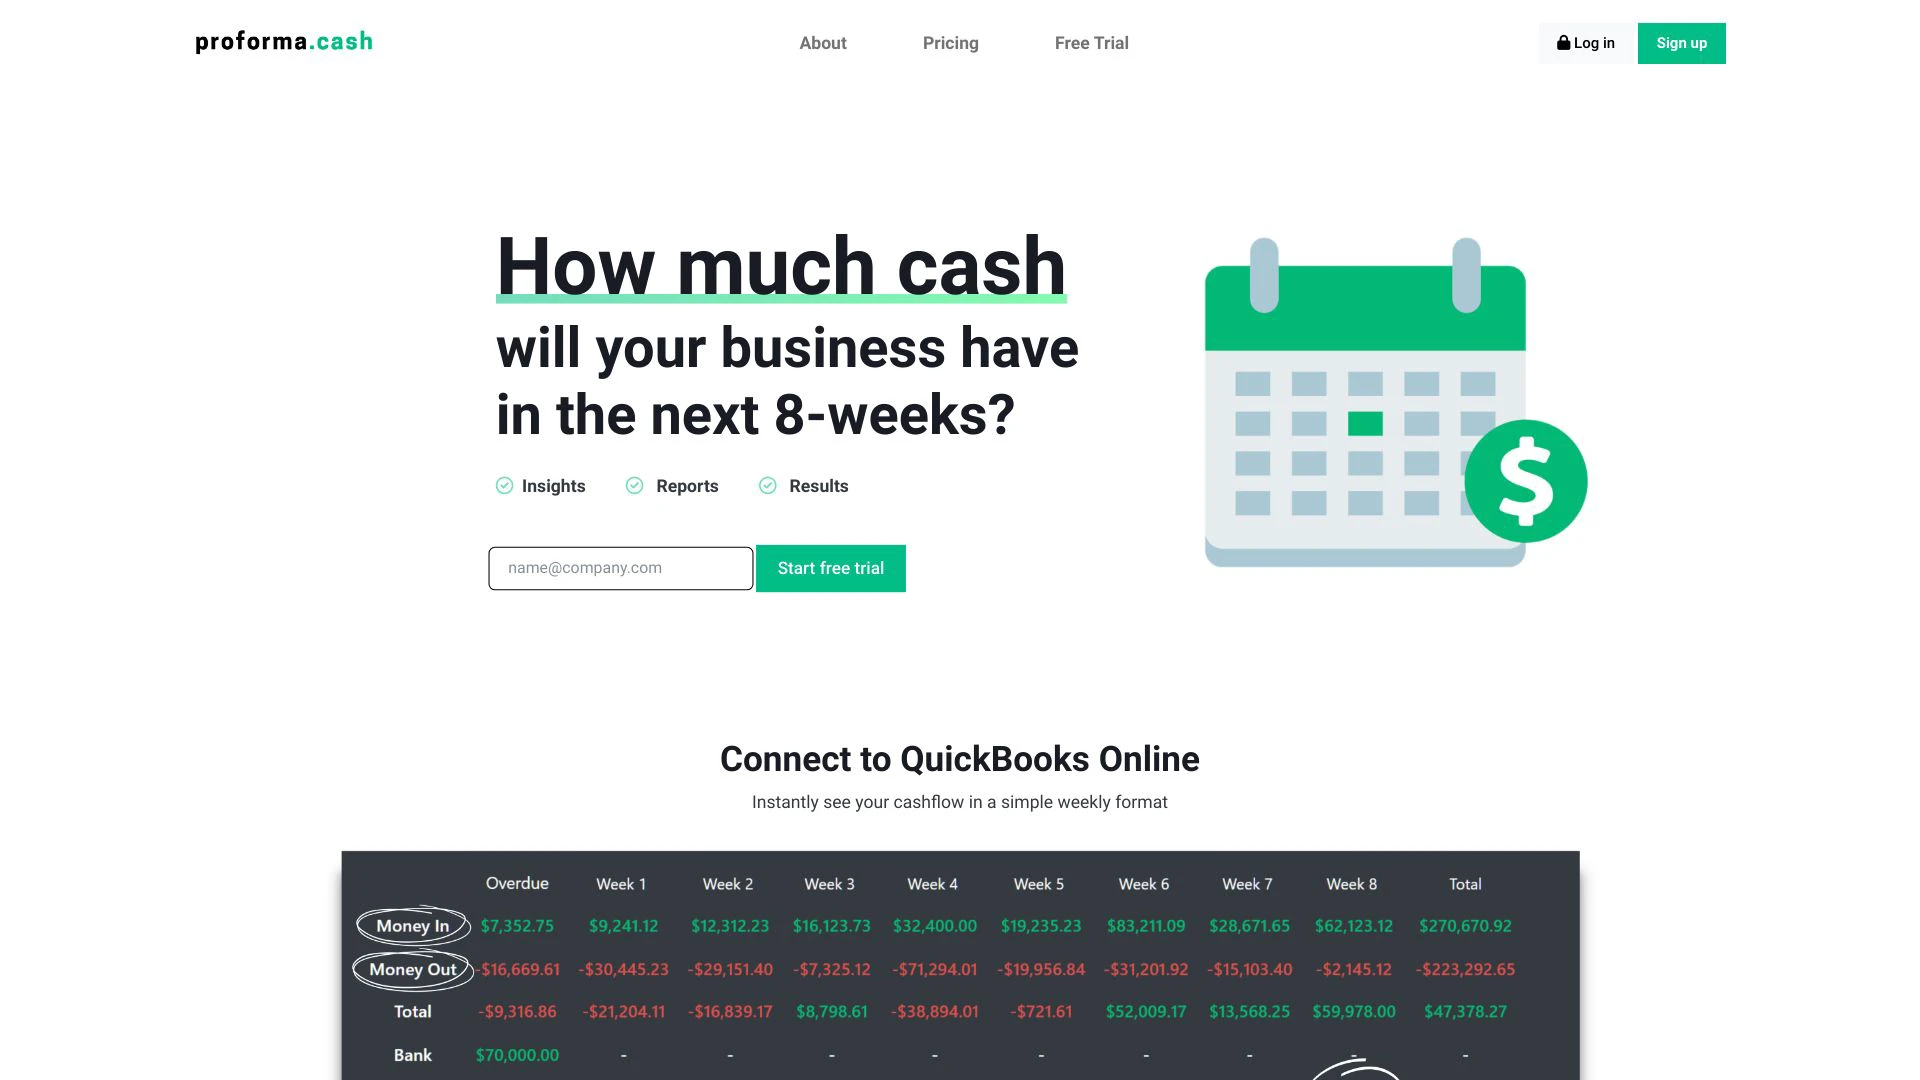 proforma.cash
About
Pricing
Free Trial
Log in
Sign up
How much cash
will your business have
in the next 8-weeks?
Insights
Reports
Results
name@company.com
Start free trial
$
Connect to QuickBooks Online
Instantly see your cashflow in a simple weekly format
Overdue Week 1 Week 2 Week 3 Week 4 Week 5 Week 6 Week 7 Week 8 Total
Money In $7,352.75 $9,241.12 $12,312.23 $16,123.73 $32,400.00 $19,235.23 $83,211.09 $28,671.65 $62,123.12 $270,670.92
Money Out -$16,669.61 -$30,445.23 -$29,151.40 -$7,325.12 -$71,294.01 -$19,956.84 -$31,201.92 -$15,103.40 -$2,145.12 -$223,292.65
Total -$9,316.86 -$21,204.11 -$16,839.17 $8,798.61 -$38,894.01 -$721.61 $52,009.17 $13,568.25 $59,978.00 $47,378.27
Bank $70,000.00 - - - - - - - - -